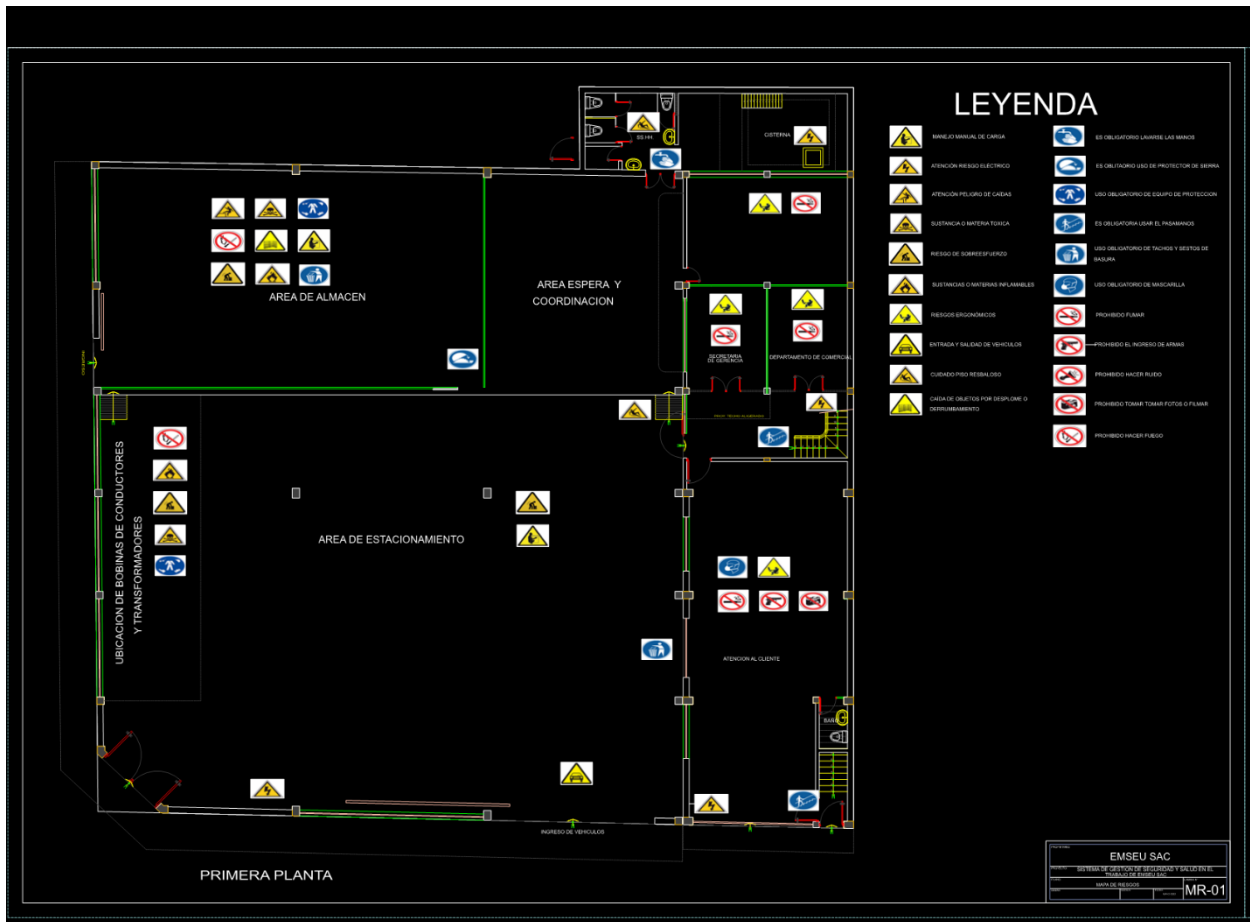 LEYENDA
MANEJO MANUAL DE CARGA
ATENCIÓN RIESGO ELÉCTRICO
ATENCIÓN PELIGRO DE CAÍDAS
SUSTANCIA O MATERIA TOXICA
RIESGO DE SOBREESFUERZO
SUSTANCIAS O MATERIAS INFLAMABLES
RIESGOS ERGONÓMICOS
ENTRADA Y SALIDAD DE VEHICULOS
CUIDADO PISO RESBALOSO
CAIDA DE OBJETOS POR DESPLOME O
DERRUMBAMIENTO
ES OBLIGATORIO LAVARSE LAS MANOS
ES OBLITAORIO USO DE PROTECTOR DE SIERRA
USO OBLIGATORIO DE EQUIPO DE PROTECCION
ES OBLIGATORIA USAR EL PASAMANOS
USO OBLIGATORIO DE TACHOS Y SESTOS DE
BASURA
USO OBLIGATORIO DE MASCARILLA
PROHIBIDO FUMAR
PROHIBIDO EL INGRESO DE ARMAS
PROHIBIDO HACER RUIDO
PROHIBIDO TOMAR TOMAR FOTOS O FILMAR
PROHIBIDO HACER FUEGO
SS.HH
CISTERNA
AREA DE ALMACEN
AREA ESPERA Y
COORDINACION
SECRETARIA
DE GERENCIA
DEPARTAMENTO DE COMERCIAL
UBICACION DE BOBINAS DE CONDUCTORES
Y TRANSFORMADORES
AREA DE ESTACIONAMIENTO
ATENCION AL CLIENTE
BAÑO
INGRESO DE VEHICULOS
PRIMERA PLANTA
EMSEU SAC
SISTEMA DE GESTION DE SEGURIDAD Y SALUD EN EL
TRABAJO DE EMSEU SAC
MAPA DE RIESGOS
MR-01